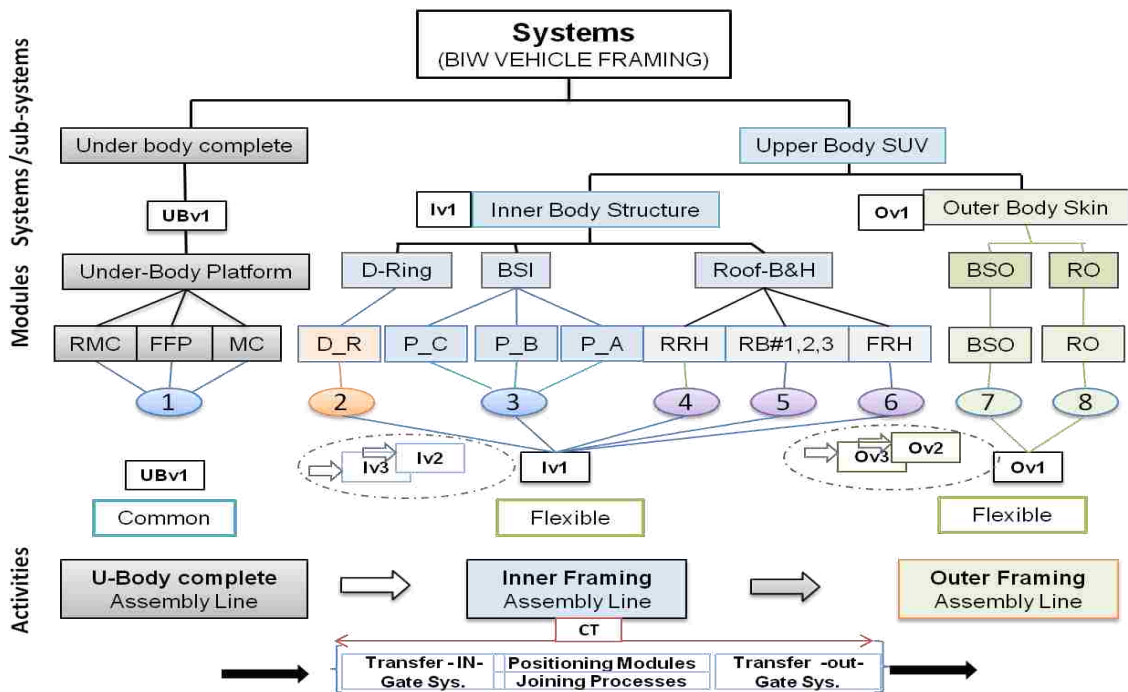 Systems
(BIW VEHICLE FRAMING)
Systems /sub-systems
Under body complete
Upper Body SUV
UBv1
Iv1
Inner Body Structure
Ov1
Outer Body Skin
Modules
Under-Body Platform
D-Ring
BSI
Roof-B&H
BSO
RO
RMC
FFP
MC
D_R
P_C
P_B
P_A
RRH
RB#1,2,3
FRH
BSO
RO
1
2
3
4
5
6
7
8
UBv1
Iv3
Iv2
Iv1
Ov3
Ov2
Ov1
Common
Flexible
Flexible
Activities
U-Body complete
Assembly Line
Inner Framing
Assembly Line
Outer Framing
Assembly Line
CT
Transfer -IN-
Gate Sys.
Positioning Modules
Joining Processes
Transfer -out-
Gate Sys.